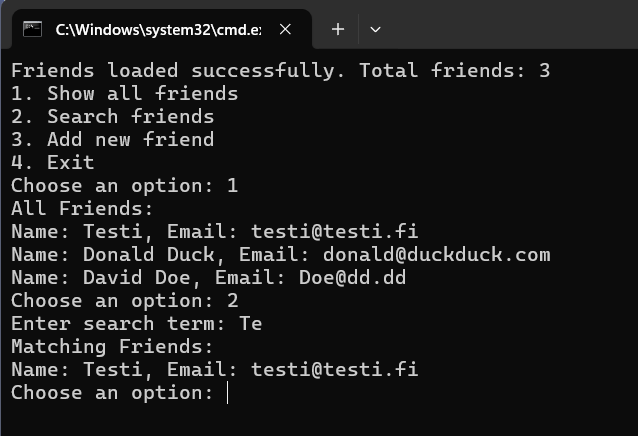 C:\Windows\system32\cmd.e
Friends loaded successfully. Total friends: 3
1. Show all friends
2. Search friends
3. Add new friend
4. Exit
Choose an option: 1
All Friends:
Name: Testi, Email: testi@testi.fi
Name: Donald Duck, Email: donald@duckduck.com
Name: David Doe, Email: Doe@dd.dd
Choose an option: 2
Enter search term: Te
Matching Friends:
Name: Testi, Email: testi@testi.fi
Choose an option: